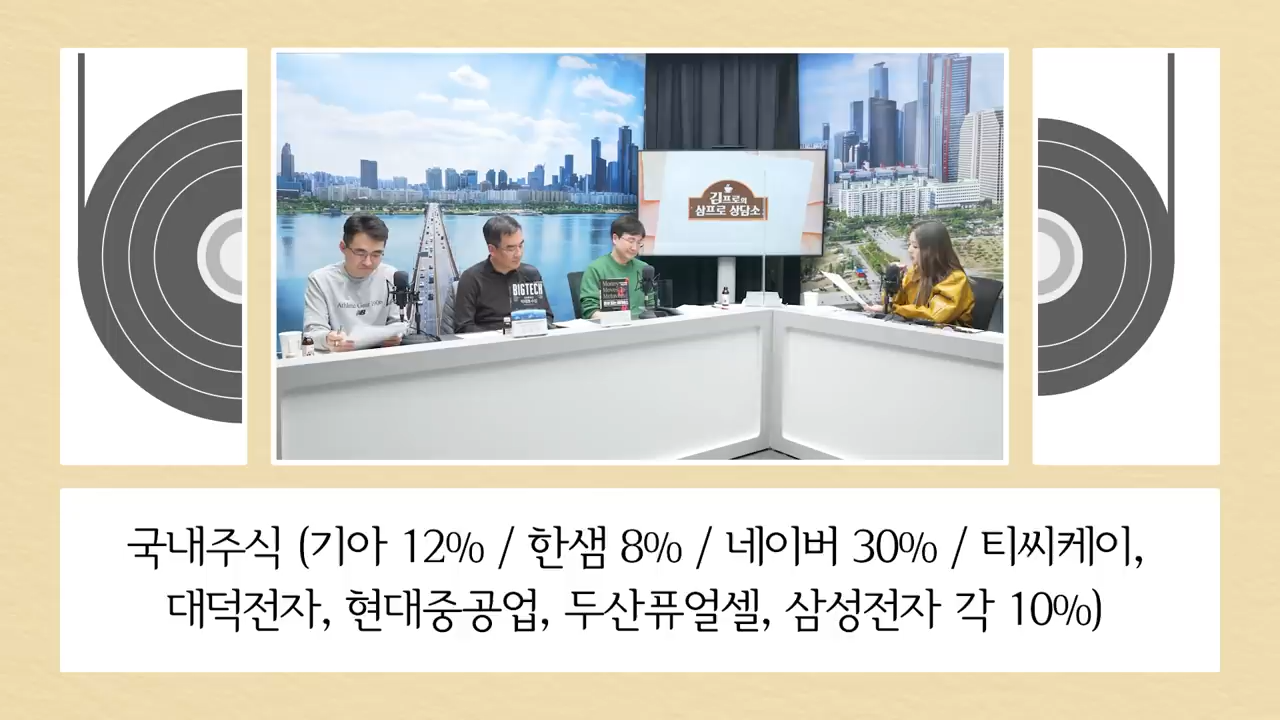 김프로의
삼프로 상담소
BIGTECH
국내주식 (기아 12% / 한샘 8% / 네이버 30% / 티씨케이,
대덕전자, 현대중공업, 두산퓨얼셀, 삼성전자 각 10%)